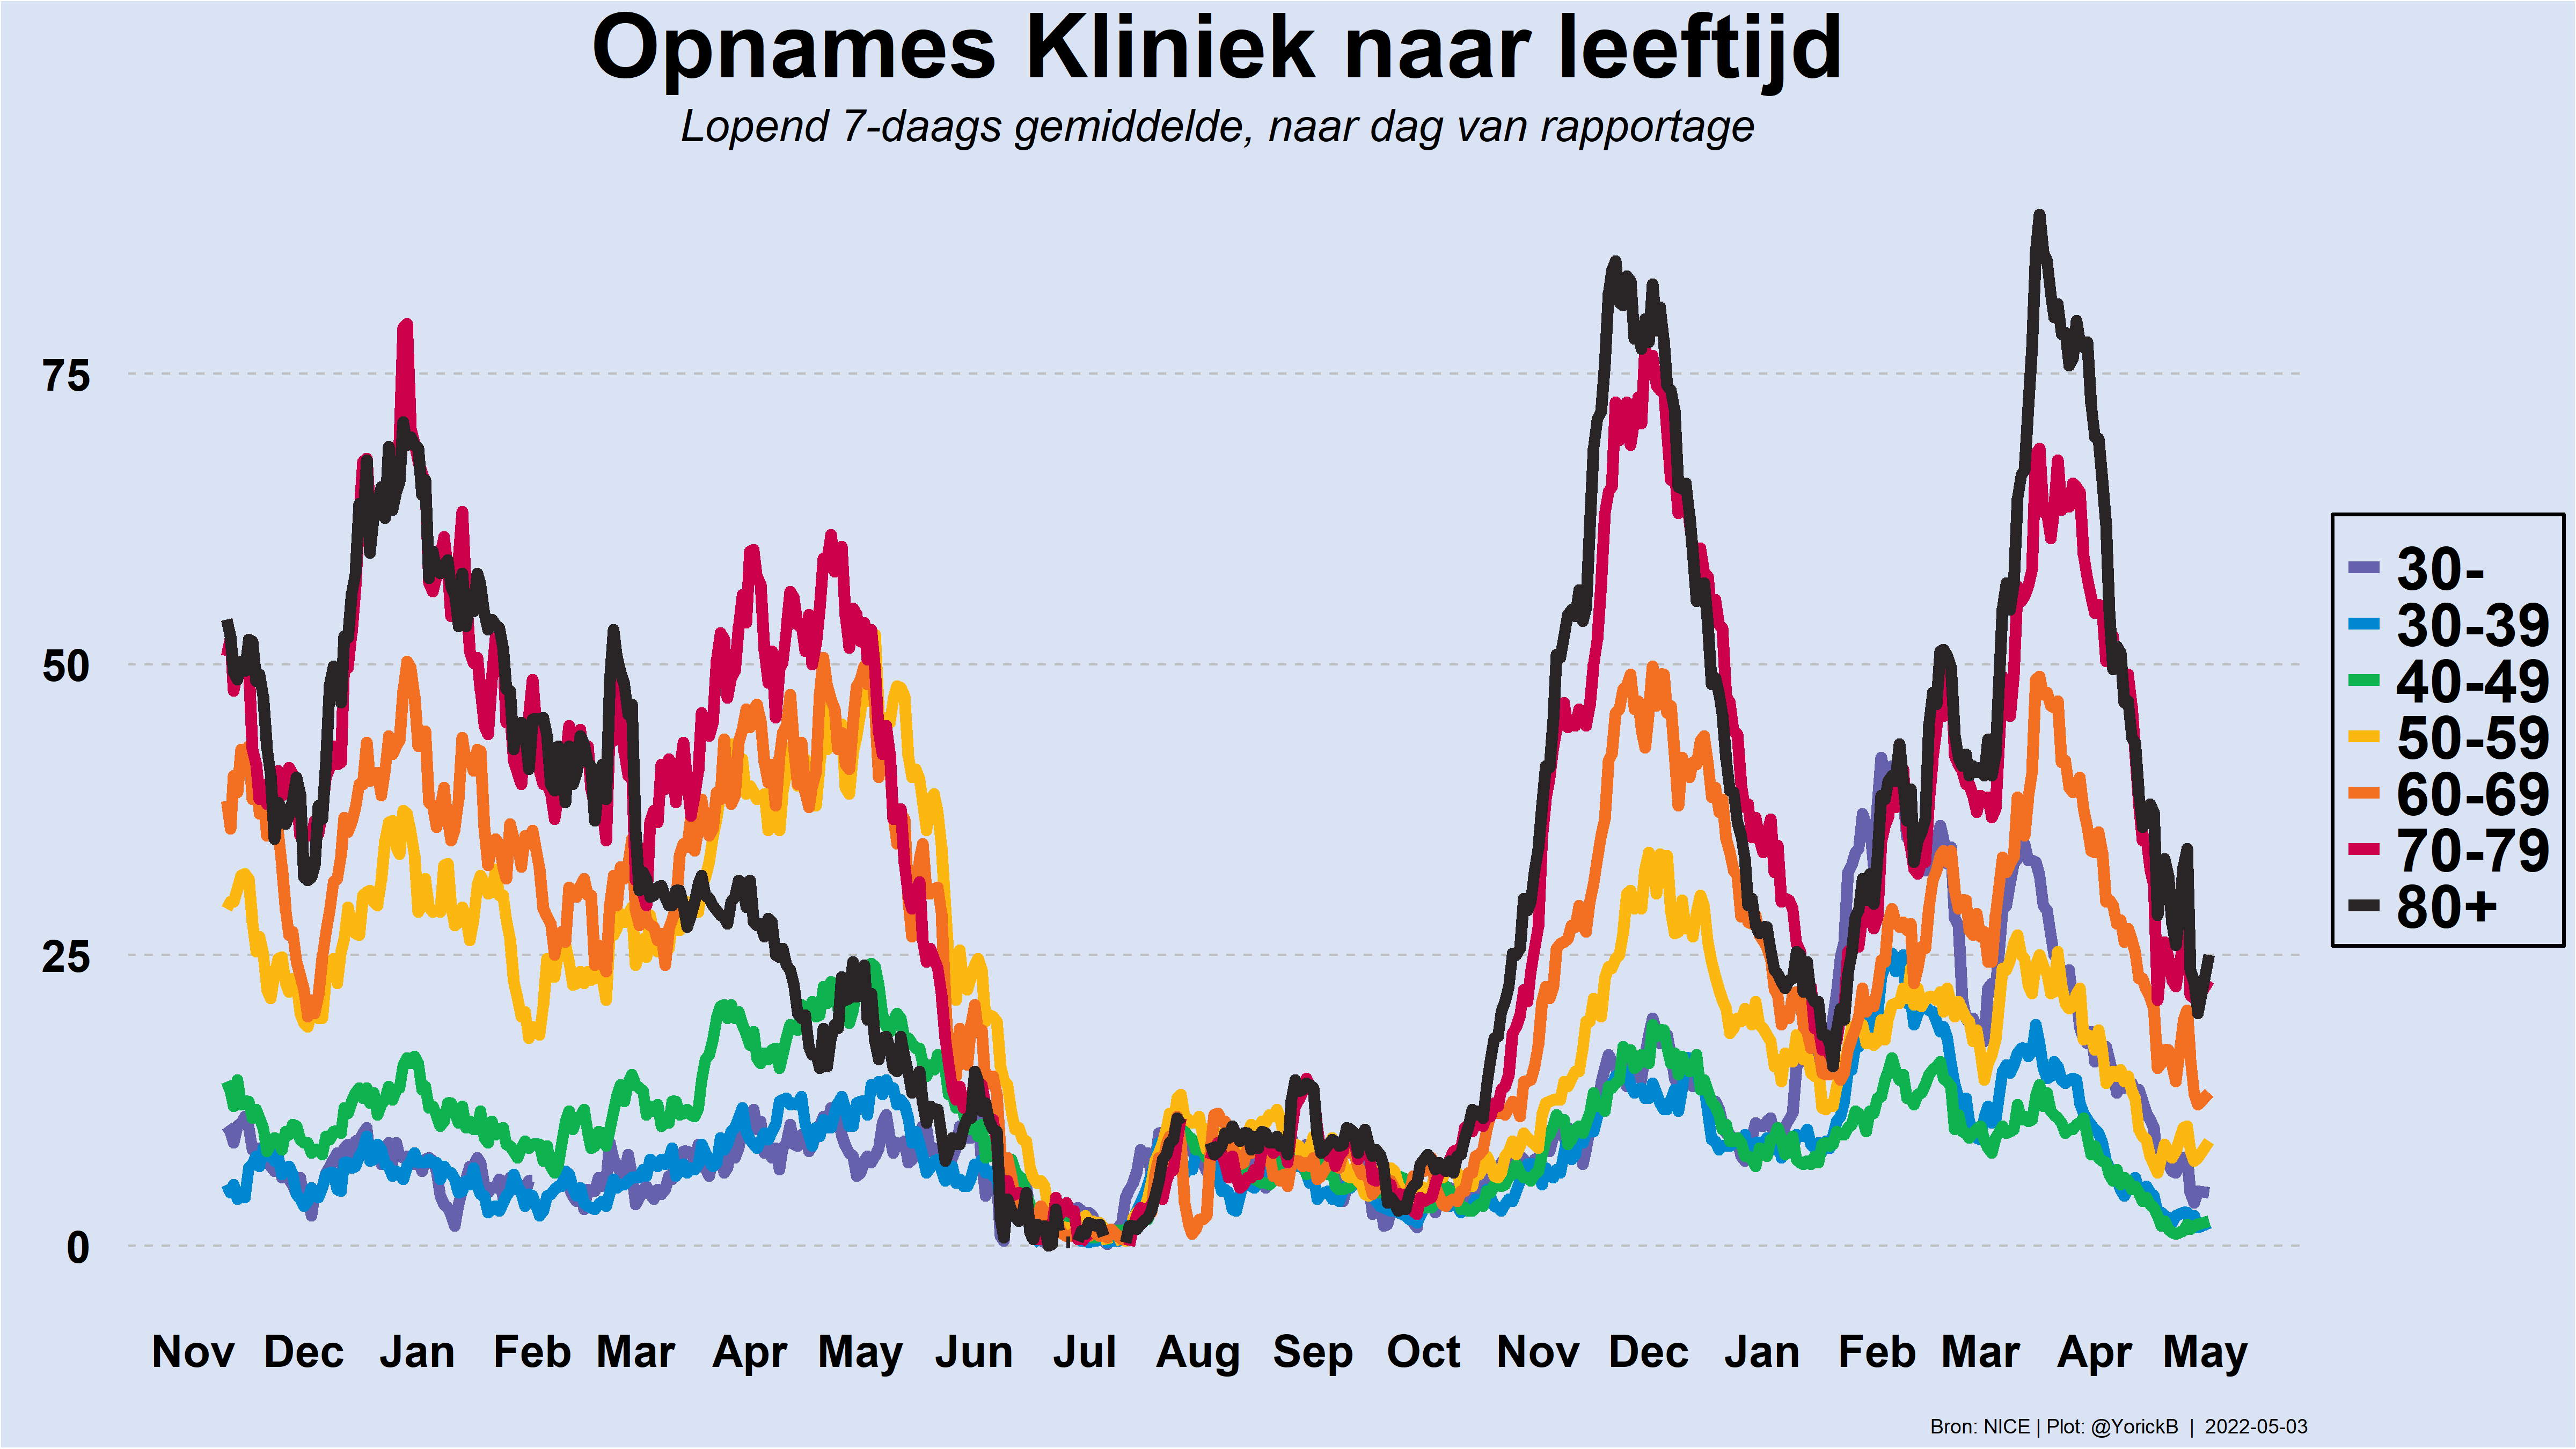 Opnames Kliniek naar leeftijd
Lopend 7-daags gemiddelde, naar dag van rapportage
75
50
25
0
30-
30-39
40-49
50-59
60-69
70-79
80+
Nov Dec Jan Feb Mar Apr May Jun Jul Aug Sep Oct Nov Dec Jan Feb Mar Apr May
Bron: NICE | Plot: @YorickB | 2022-05-03